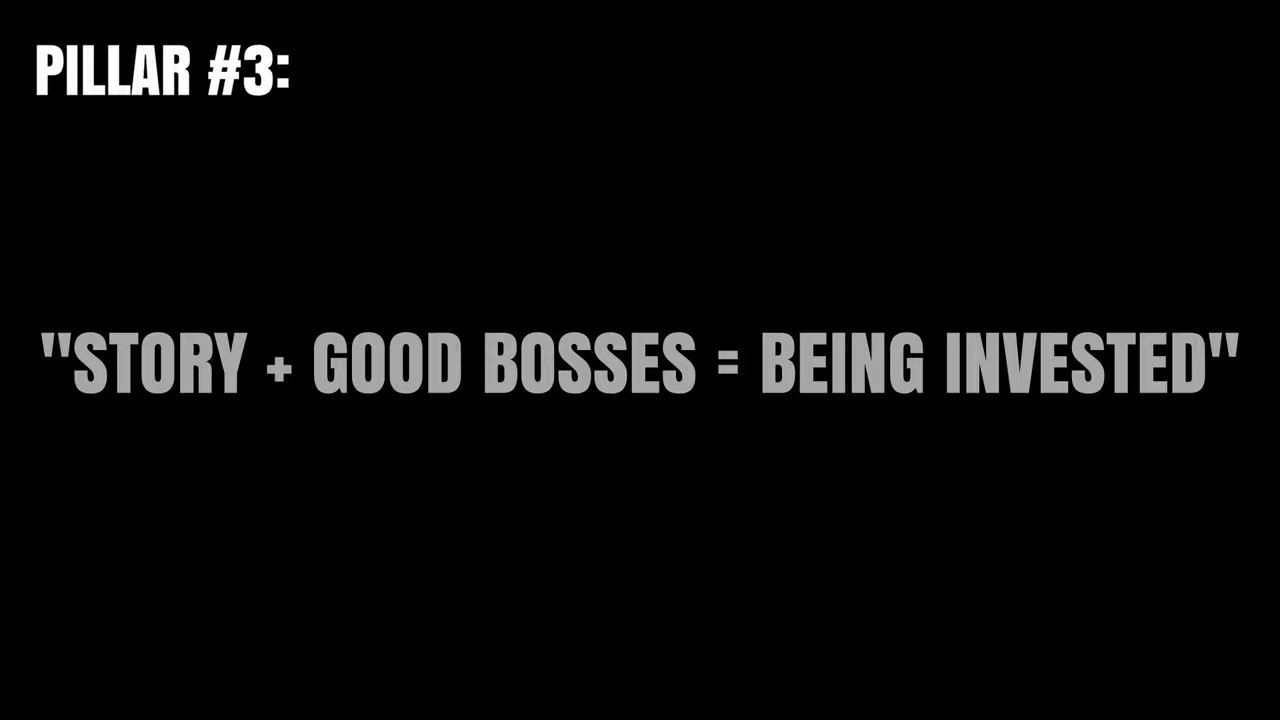 PILLAR #3:
"STORY + GOOD BOSSES = BEING INVESTED"